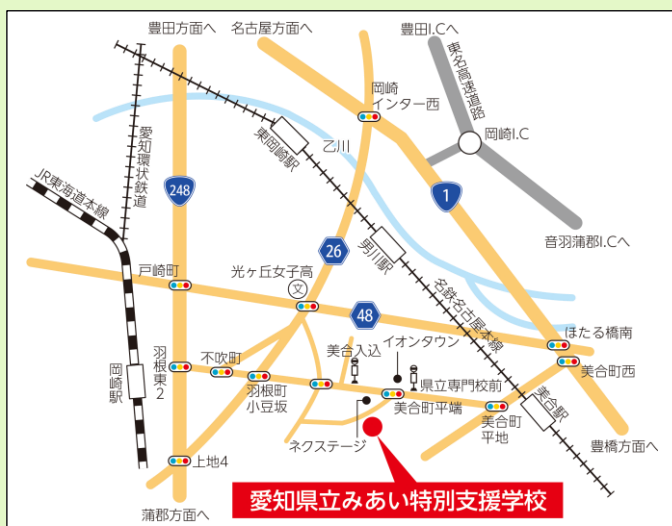 豊田方面へ
名古屋方面へ
豊田I.Cへ
東名高速道路
岡崎
インター西
岡崎I.C
乙川
東岡崎駅
愛知環状鉄道
JR東海道本線
248
1
音羽蒲郡I.Cへ
男川駅
26
光ヶ丘女子高
文
戸崎町
48
名鉄名古屋本線
ほたる橋南
美合町西
イオンタウン
美合入込
不吹町
羽根東2
県立専門校前
岡崎駅
羽根町
小豆坂
美合町平端
美合町
平地
美合駅
ネクステージ
豊橋方面へ
上地4
愛知県立みあい特別支援学校
蒲郡方面へ